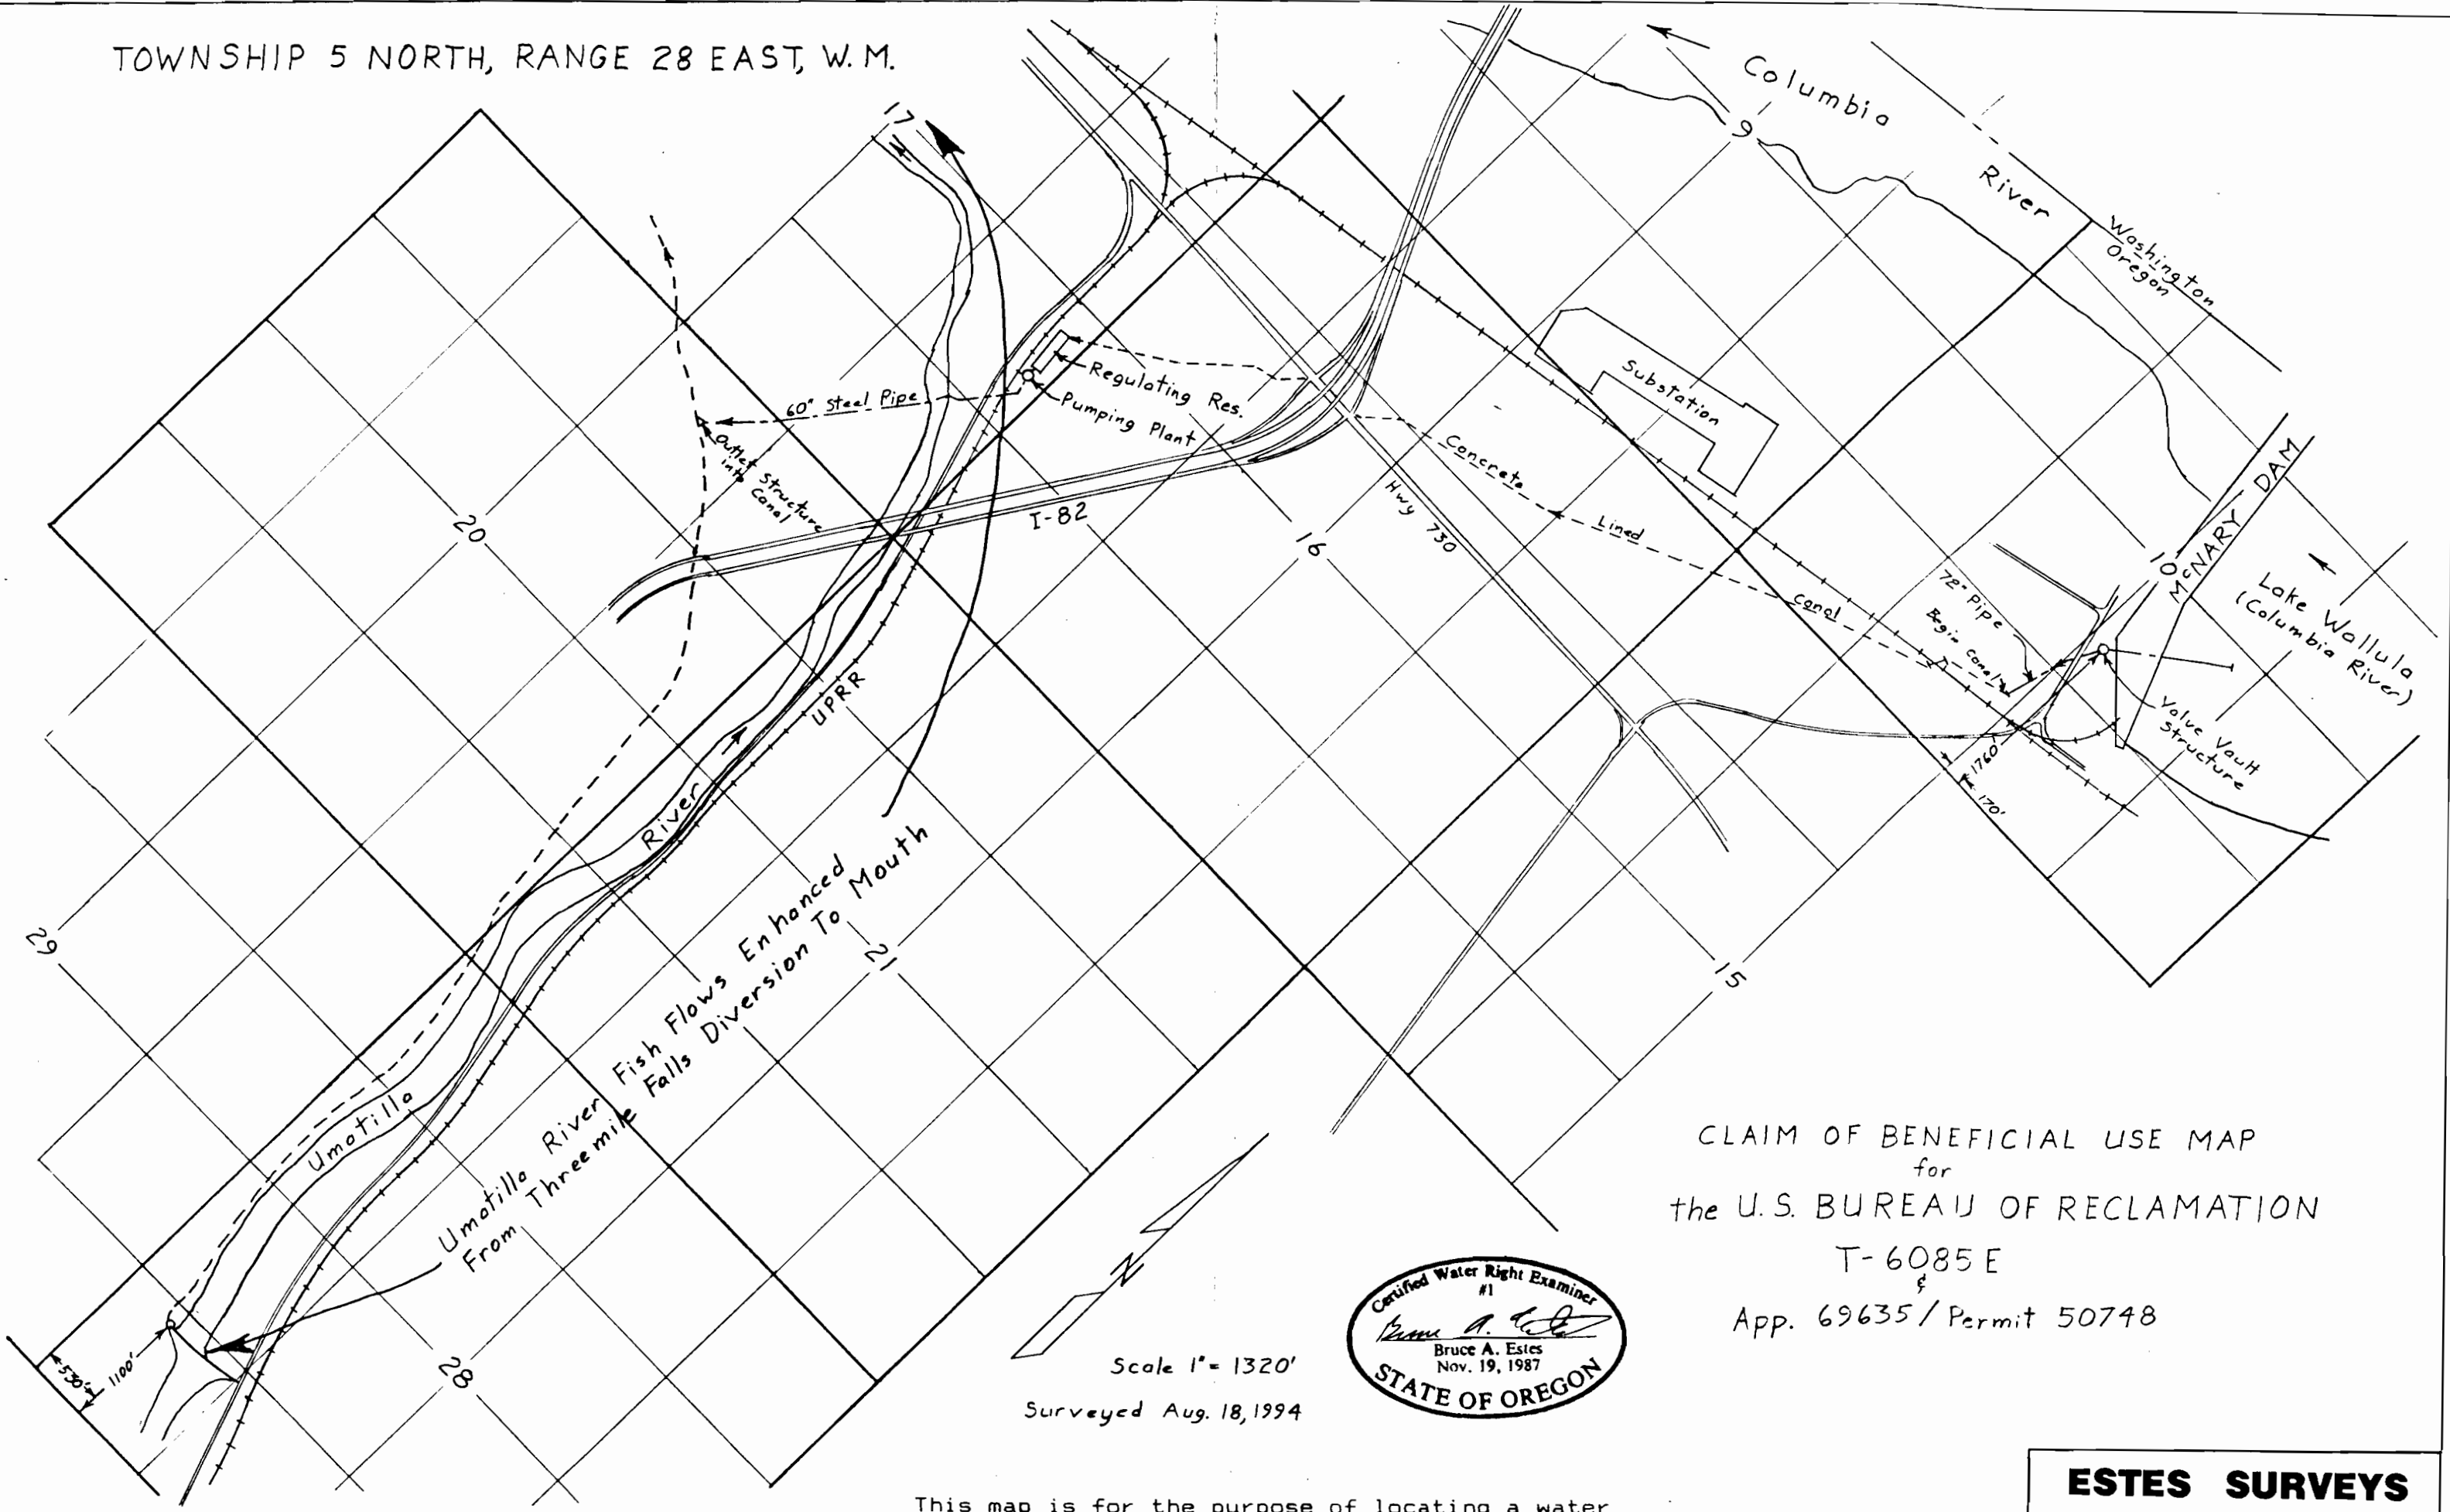 TOWNSHIP 5 NORTH, RANGE 28 EAST, W.M.
Columbia
River
Washington
Oregon
17
9
Substation
Regulating Res.
Pumping Plant
60" Steel Pipe
Outlet Structure
into Canal
Concrete
Lined
Canal
Hwy 730
I-82
20
16
10
McNARY DAM
Lake Wallula
(Columbia River)
72" Pipe
Begin Canal
Valve Vault
Structure
1760'
170'
UPRR
River
Umatilla
29
21
15
28
Umatilla River Fish Flows Enhanced
From Threemile Falls Diversion To Mouth
530'
1100'
N
Scale 1" = 1320'
Surveyed Aug. 18, 1994
Certified Water Right Examiner
#1
Bruce A. Estes
Nov. 19, 1987
STATE OF OREGON
CLAIM OF BENEFICIAL USE MAP
for
the U.S. BUREAU OF RECLAMATION
T-6085 E
&
App. 69635 / Permit 50748
This map is for the purpose of locating a water
ESTES SURVEYS